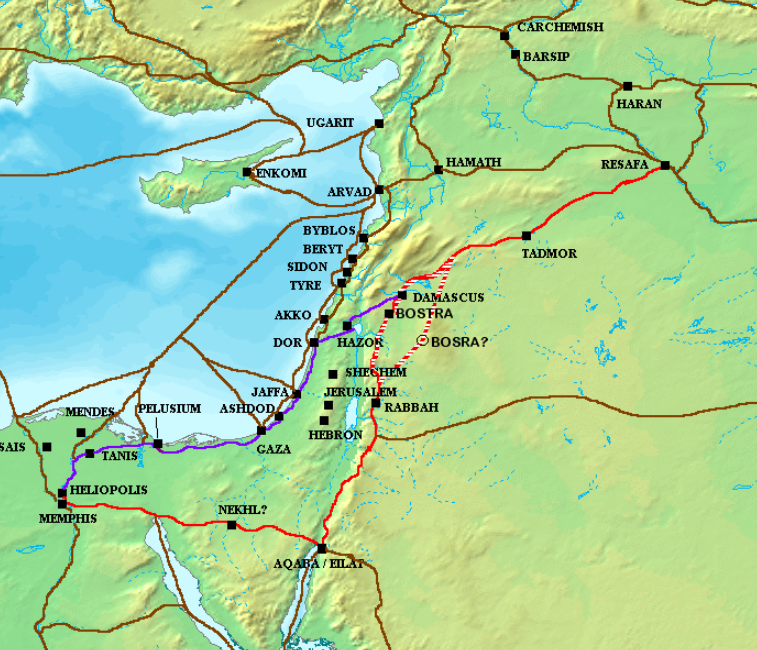 CARCHEMISH
BARSIP
HARAN
UGARIT
HAMATH
RESAFA
ENKOMI
ARVAD
BYBLOS
BERYT
TADMOR
SIDON
TYRE
DAMASCUS
AKKO
BOSTRA
DOR
HAZOR
BOSRA?
SHECHEM
JAFFA
JERUSALEM
MENDES
PELUSIUM
ASHDOD
RABBAH
HEBRON
SAIS
TANIS
GAZA
HELIOPOLIS
MEMPHIS
NEKHL?
AQABA / EILAT